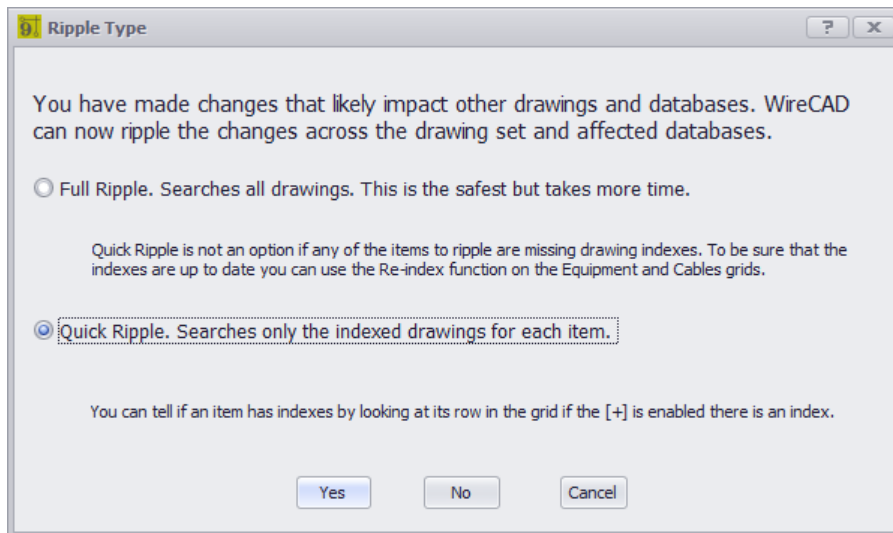 9 Ripple Type ? X
You have made changes that likely impact other drawings and databases. WireCAD
can now ripple the changes across the drawing set and affected databases.
Full Ripple. Searches all drawings. This is the safest but takes more time.
Quick Ripple is not an option if any of the items to ripple are missing drawing indexes. To be sure that the
indexes are up to date you can use the Re-index function on the Equipment and Cables grids.
Quick Ripple. Searches only the indexed drawings for each item.
You can tell if an item has indexes by looking at its row in the grid if the [+] is enabled there is an index.
Yes No Cancel